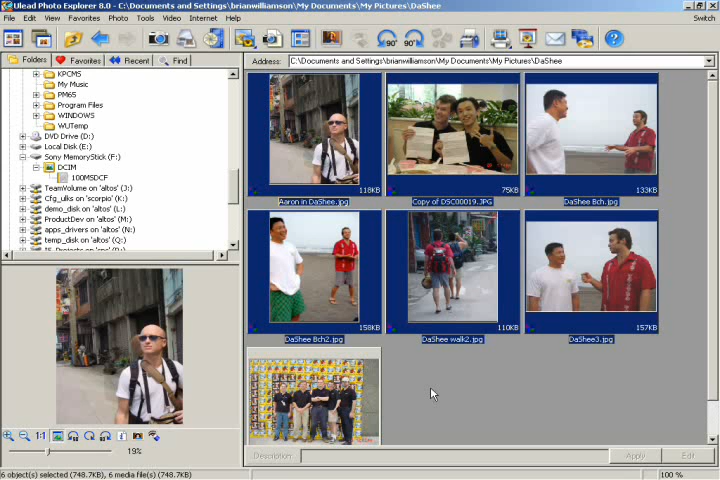 Ulead Photo Explorer 8.0 - C:\Documents and Settings\brianwilliamson\My Documents\My Pictures\DaShee
File Edit View Favorites Photo Tools Video Internet Help Switch
90° 90°
Folders Favorites Recent Find
Address: C:\Documents and Settings\brianwilliamson\My Documents\My Pictures\DaShee
KPCMS
My Music
PM65
Program Files
WINDOWS
WUTemp
DVD Drive (D:)
Local Disk (E:)
Sony MemoryStick (F:)
DCIM
100MSDCF
TeamVolume on 'altos' (J:)
Cfg_ulks on 'scorpio' (K:)
demo_disk on 'altos' (L:)
ProductDev on 'altos' (M:)
apps_drivers on 'altos' (N:)
temp_disk on 'altos' (Q:)
118KB 75KB 133KB
Aaron in DaShee.jpg Copy of DSC00019.JPG DaShee Bch.jpg
158KB 110KB 157KB
DaShee Bch2.jpg DaShee walk2.jpg DaShee3.jpg
1:1
19%
Description: Apply Edit
6 object(s) selected (748.7KB), 6 media file(s) (748.7KB) 100 %